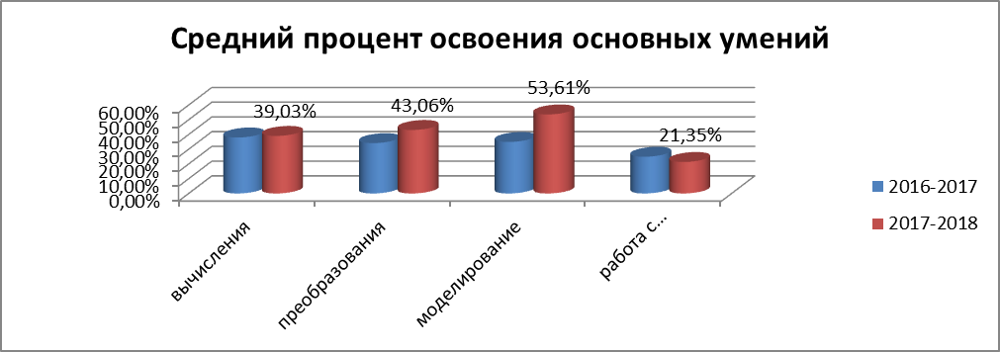 Средний процент освоения основных умений
60,00%
50,00%
40,00%
30,00%
20,00%
10,00%
0,00%
39,03%
43,06%
53,61%
21,35%
вычисления
преобразования
моделирование
работа с...
2016-2017
2017-2018